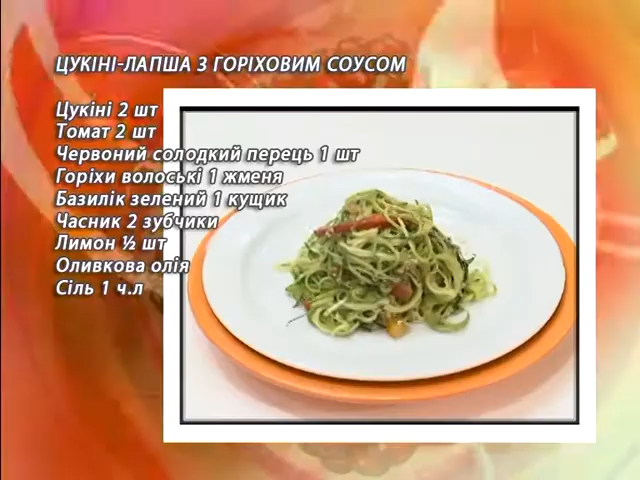 ЦУКІНІ-ЛАПША З ГОРІХОВИМ СОУСОМ
Цукіні 2 шт
Томат 2 шт
Червоний солодкий перець 1 шт
Горіхи волоські 1 жменя
Базилік зелений 1 кущик
Часник 2 зубчики
Лимон ½ шт
Оливкова олія
Сіль 1 ч.л